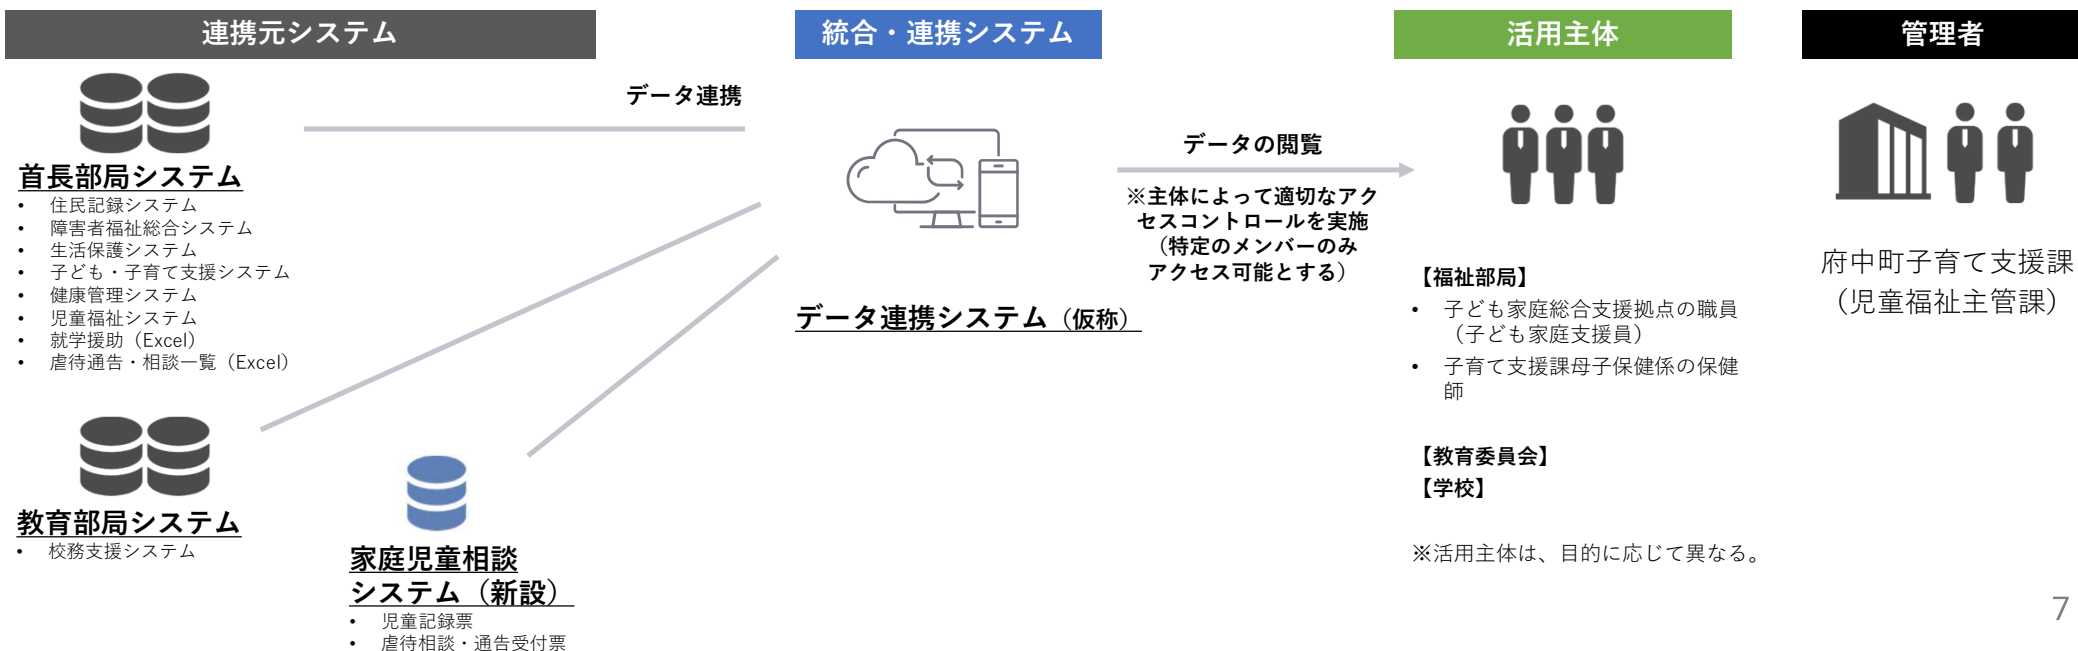 連携元システム
統合・連携システム
活用主体
管理者
データ連携
首長部局システム
• 住民記録システム
• 障害者福祉総合システム
• 生活保護システム
• 子ども・子育て支援システム
• 健康管理システム
• 児童福祉システム
• 就学援助（Excel）
• 虐待通告・相談一覧（Excel）
教育部局システム
• 校務支援システム
家庭児童相談
システム（新設）
• 児童記録票
• 虐待相談・通告受付票
データ連携システム（仮称）
データの閲覧
※主体によって適切なアク
セスコントロールを実施
（特定のメンバーのみ
アクセス可能とする）
【福祉部局】
• 子ども家庭総合支援拠点の職員
（子ども家庭支援員）
• 子育て支援課母子保健係の保健
師
【教育委員会】
【学校】
※活用主体は、目的に応じて異なる。
府中町子育て支援課
（児童福祉主管課）
7